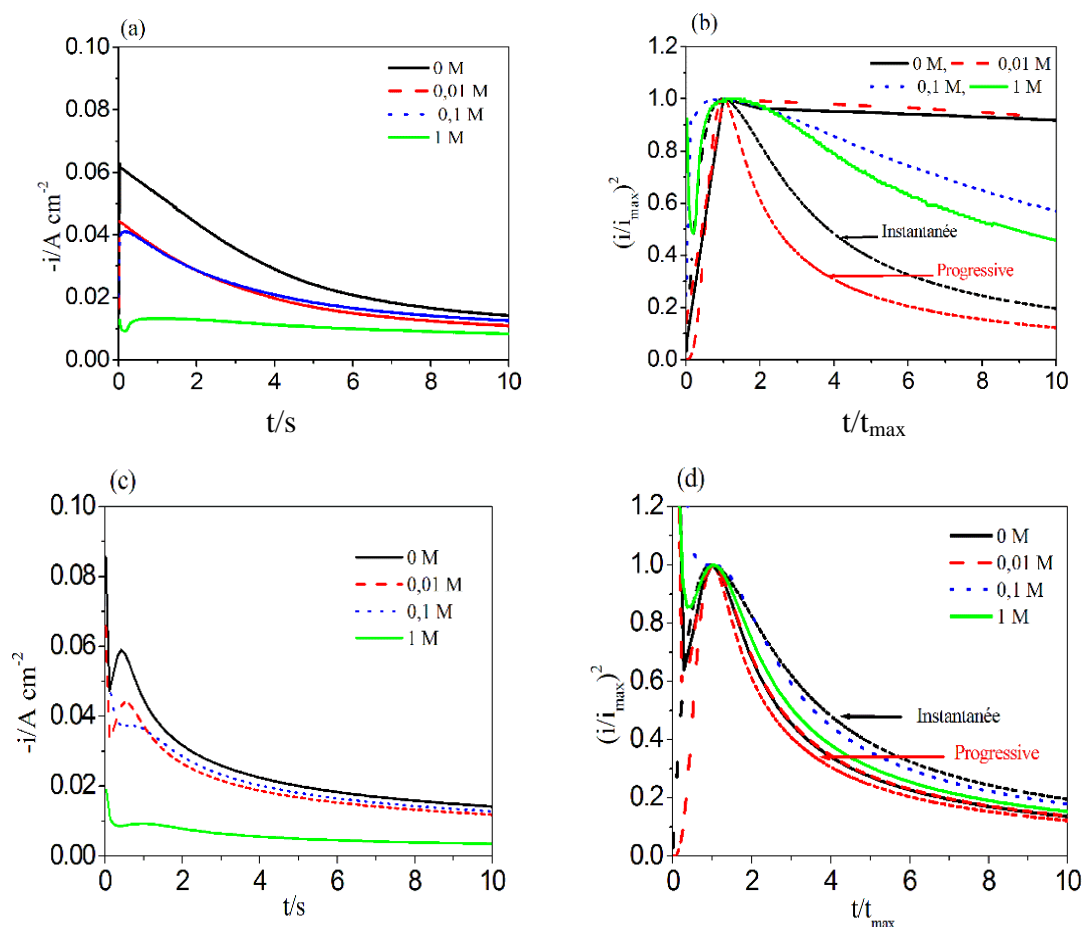 (a)
0.10
0.08
0.06
0.04
0.02
0.00
-i/A cm-2
0 M
0,01 M
0,1 M
1 M
0 2 4 6 8 10
t/s
(b)
1.2
1.0
0.8
0.6
0.4
0.2
0.0
(i/imax)2
0 M, 0,01 M
0,1 M, 1 M
Instantanée
Progressive
0 2 4 6 8 10
t/tmax
(c)
0.10
0.08
0.06
0.04
0.02
0.00
-i/A cm-2
0 M
0,01 M
0,1 M
1 M
0 2 4 6 8 10
t/s
(d)
1.2
1.0
0.8
0.6
0.4
0.2
0.0
(i/imax)2
0 M
0,01 M
0,1 M
1 M
Instantanée
Progressive
0 2 4 6 8 10
t/tmax